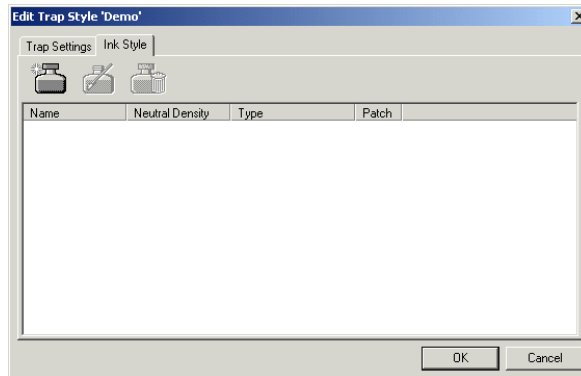 Edit Trap Style 'Demo'
Trap Settings Ink Style
Name Neutral Density Type Patch
OK Cancel